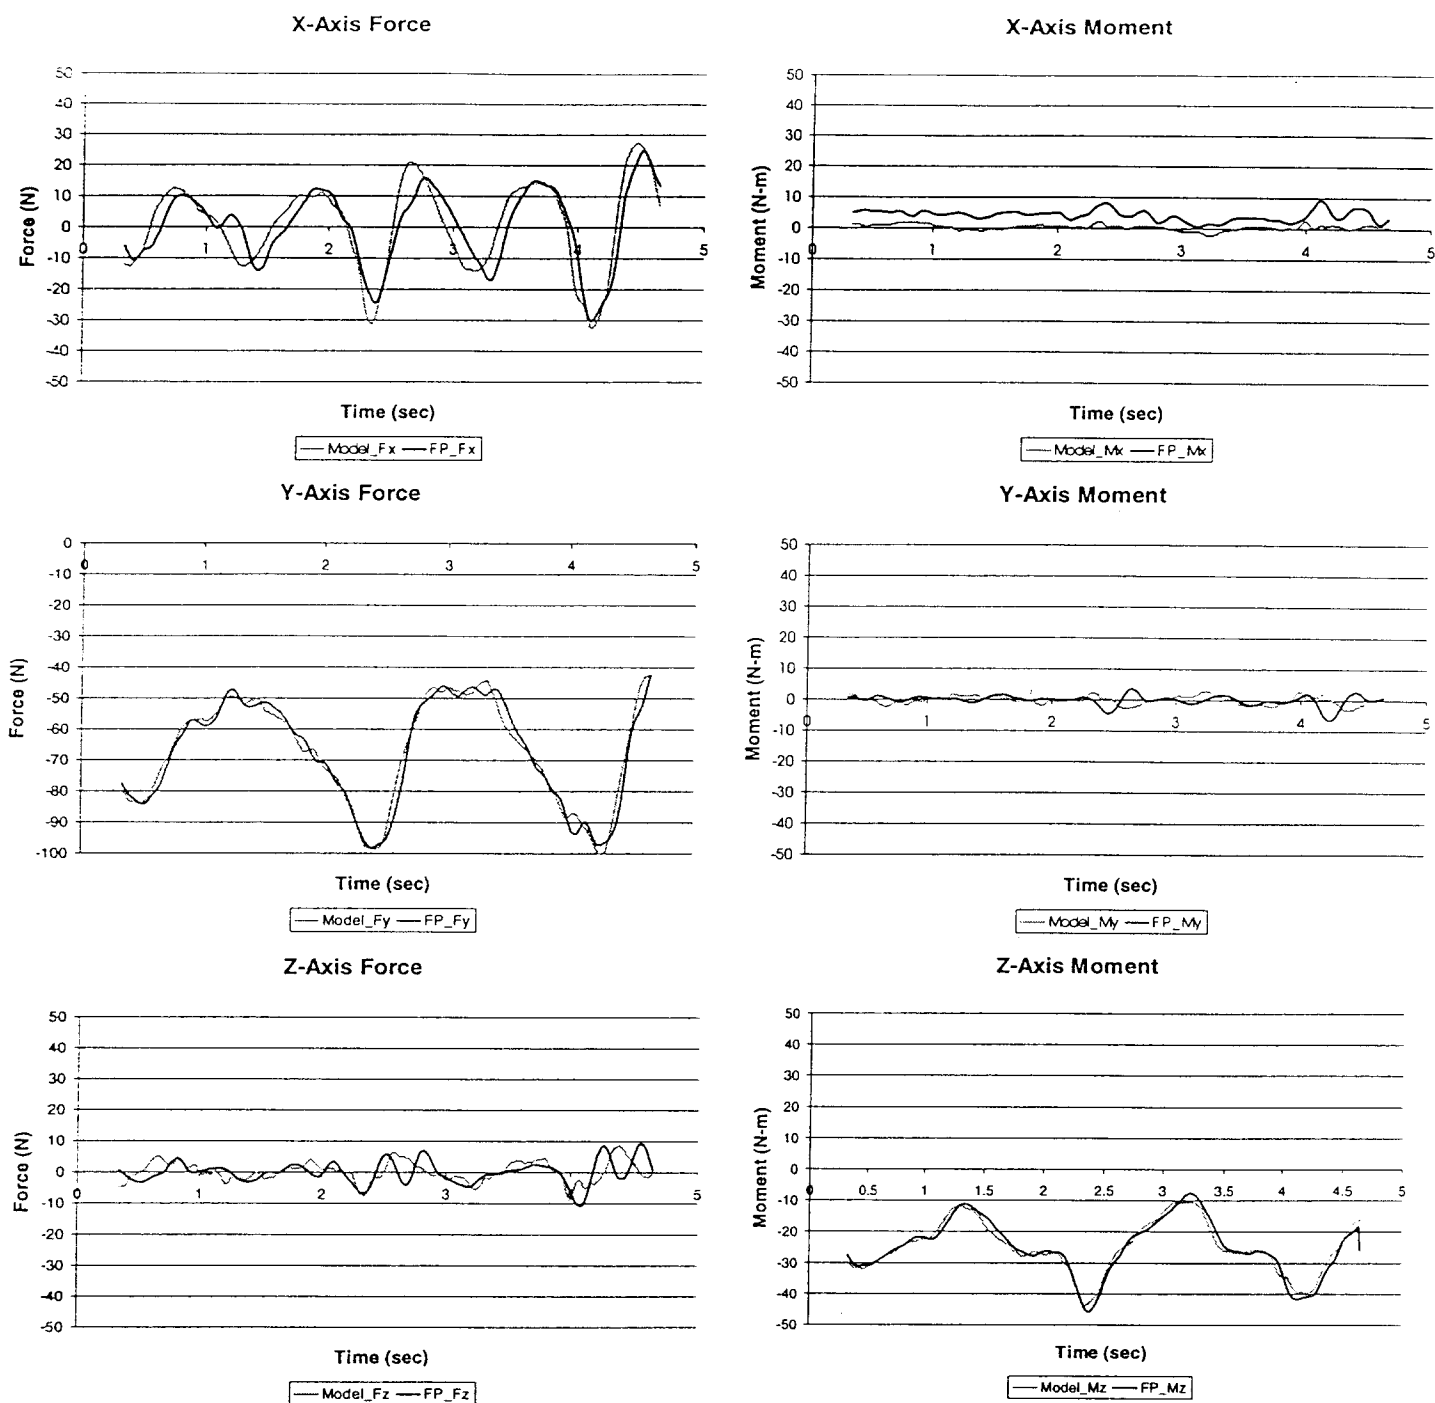 X-Axis Force
50
40
30
20
10
0
-10
-20
-30
-40
-50
Force (N)
0 1 2 3 4 5
Time (sec)
Model_Fx FP_Fx
X-Axis Moment
50
40
30
20
10
0
-10
-20
-30
-40
-50
Moment (N-m)
0 1 2 3 4 5
Time (sec)
Model_Mx FP_Mx
Y-Axis Force
0
-10
-20
-30
-40
-50
-60
-70
-80
-90
-100
Force (N)
0 1 2 3 4 5
Time (sec)
Model_Fy FP_Fy
Y-Axis Moment
50
40
30
20
10
0
-10
-20
-30
-40
-50
Moment (N-m)
0 1 2 3 4 5
Time (sec)
Model_My FP_My
Z-Axis Force
50
40
30
20
10
0
-10
-20
-30
-40
-50
Force (N)
0 1 2 3 4 5
Time (sec)
Model_Fz FP_Fz
Z-Axis Moment
50
40
30
20
10
0
-10
-20
-30
-40
-50
Moment (N-m)
0 0.5 1 1.5 2 2.5 3 3.5 4 4.5 5
Time (sec)
Model_Mz FP_Mz